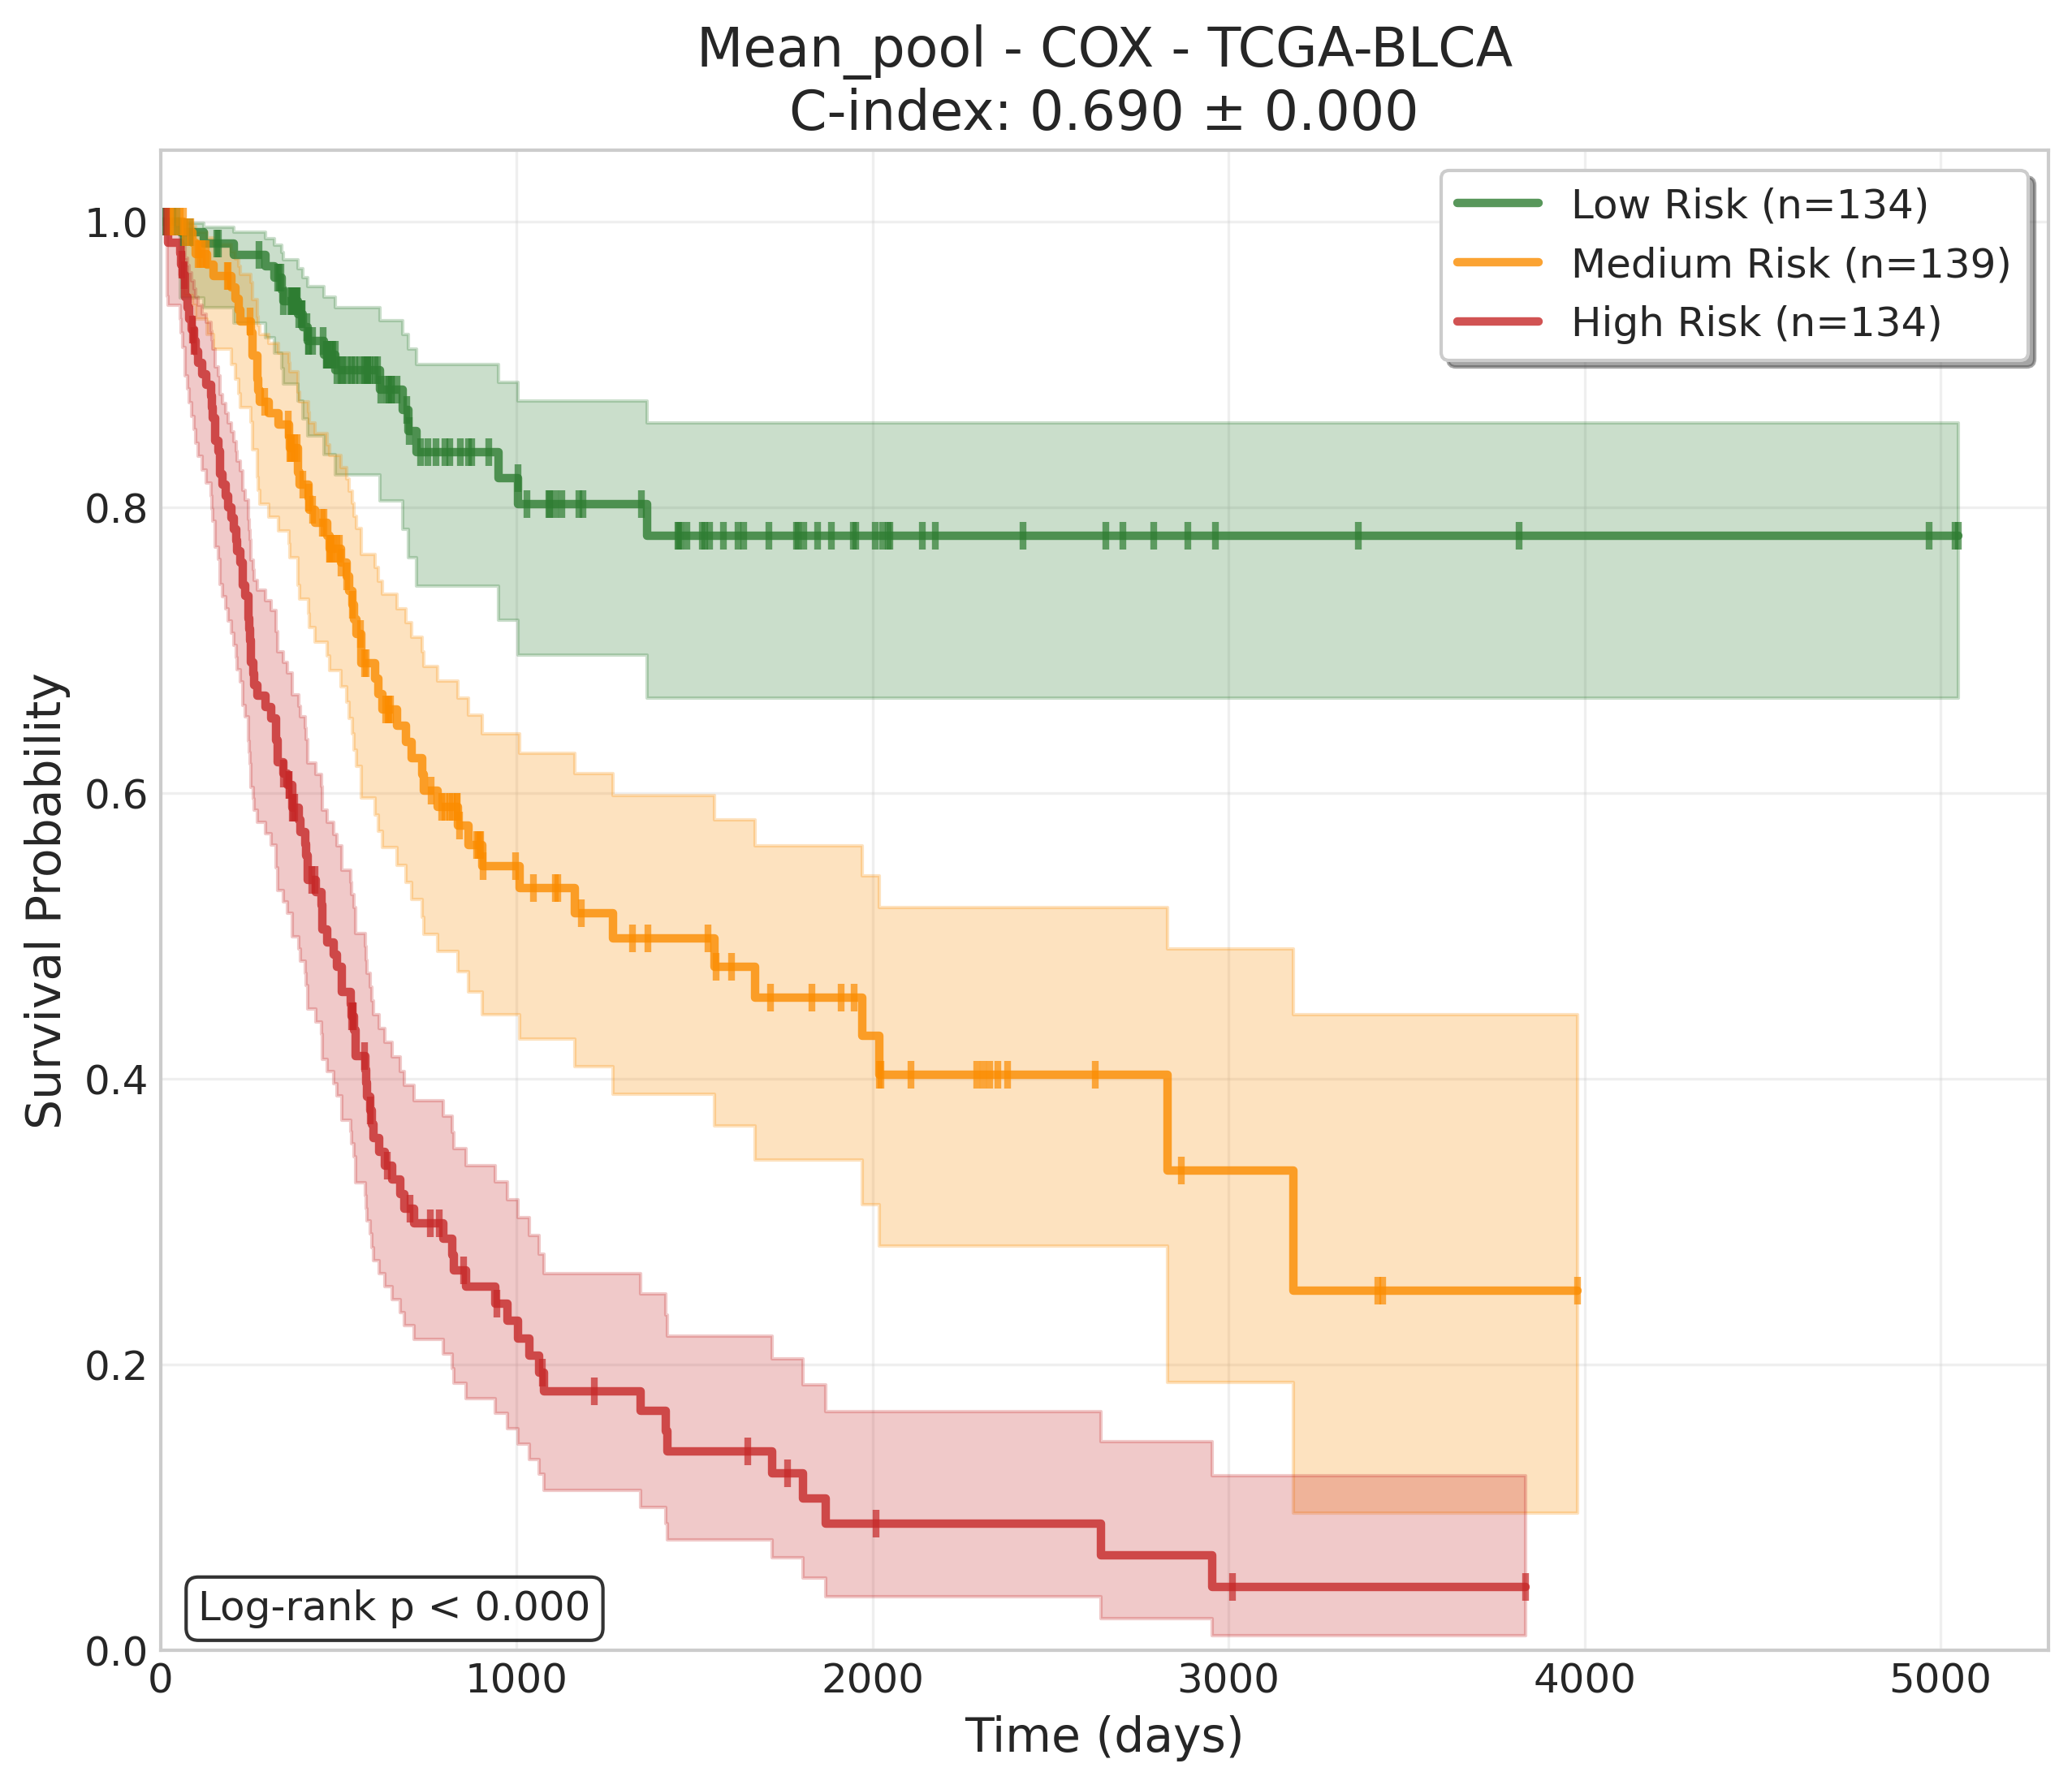 Mean_pool - COX - TCGA-BLCA
C-index: 0.690 ± 0.000
Low Risk (n=134)
Medium Risk (n=139)
High Risk (n=134)
Survival Probability
1.0
0.8
0.6
0.4
0.2
0.0
Log-rank p < 0.000
0 1000 2000 3000 4000 5000
Time (days)